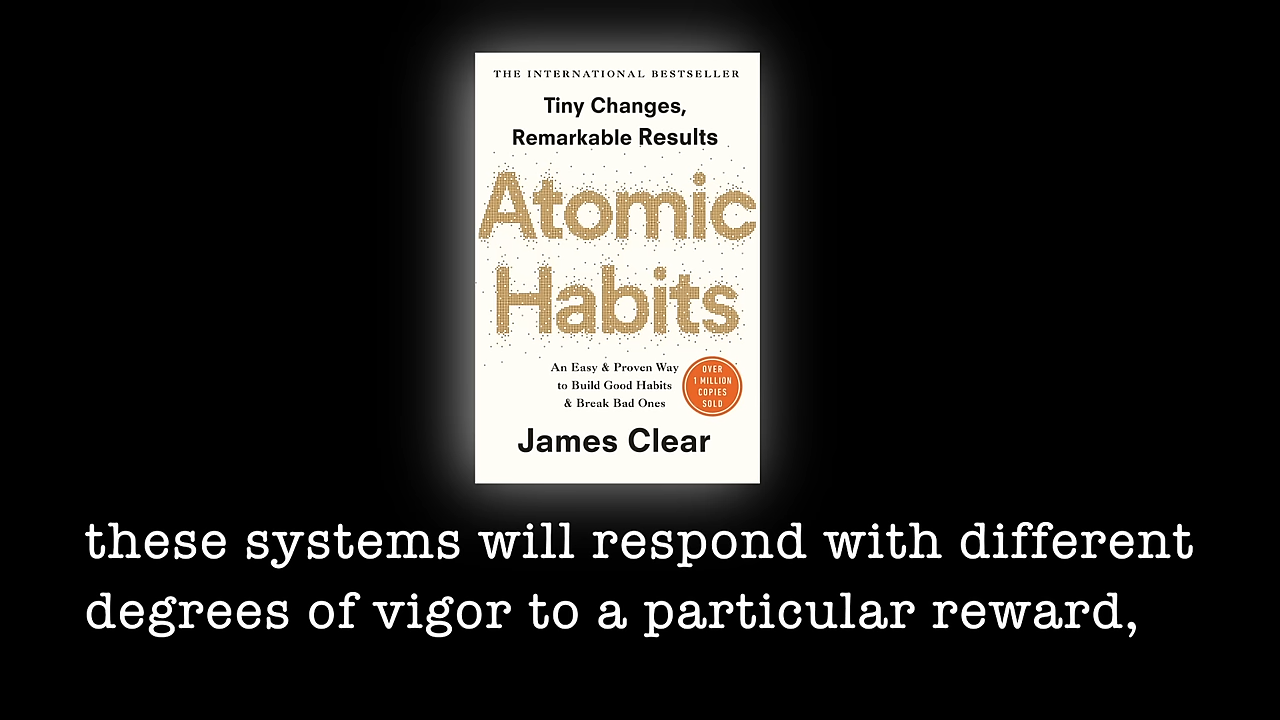 THE INTERNATIONAL BESTSELLER
Tiny Changes,
Remarkable Results
Atomic
Habits
An Easy & Proven Way
to Build Good Habits
& Break Bad Ones
OVER
1 MILLION
COPIES
SOLD
James Clear
these systems will respond with different
degrees of vigor to a particular reward,